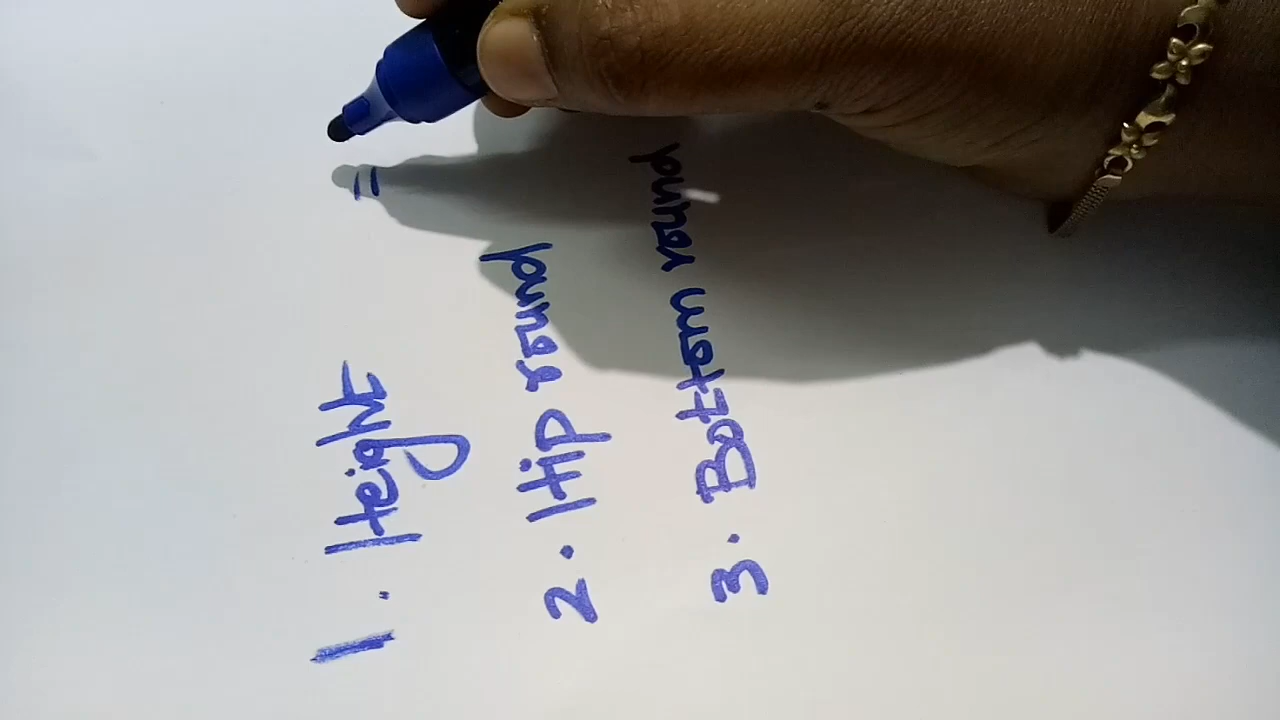 1. Height =
2. Hip round
3. Bottom round